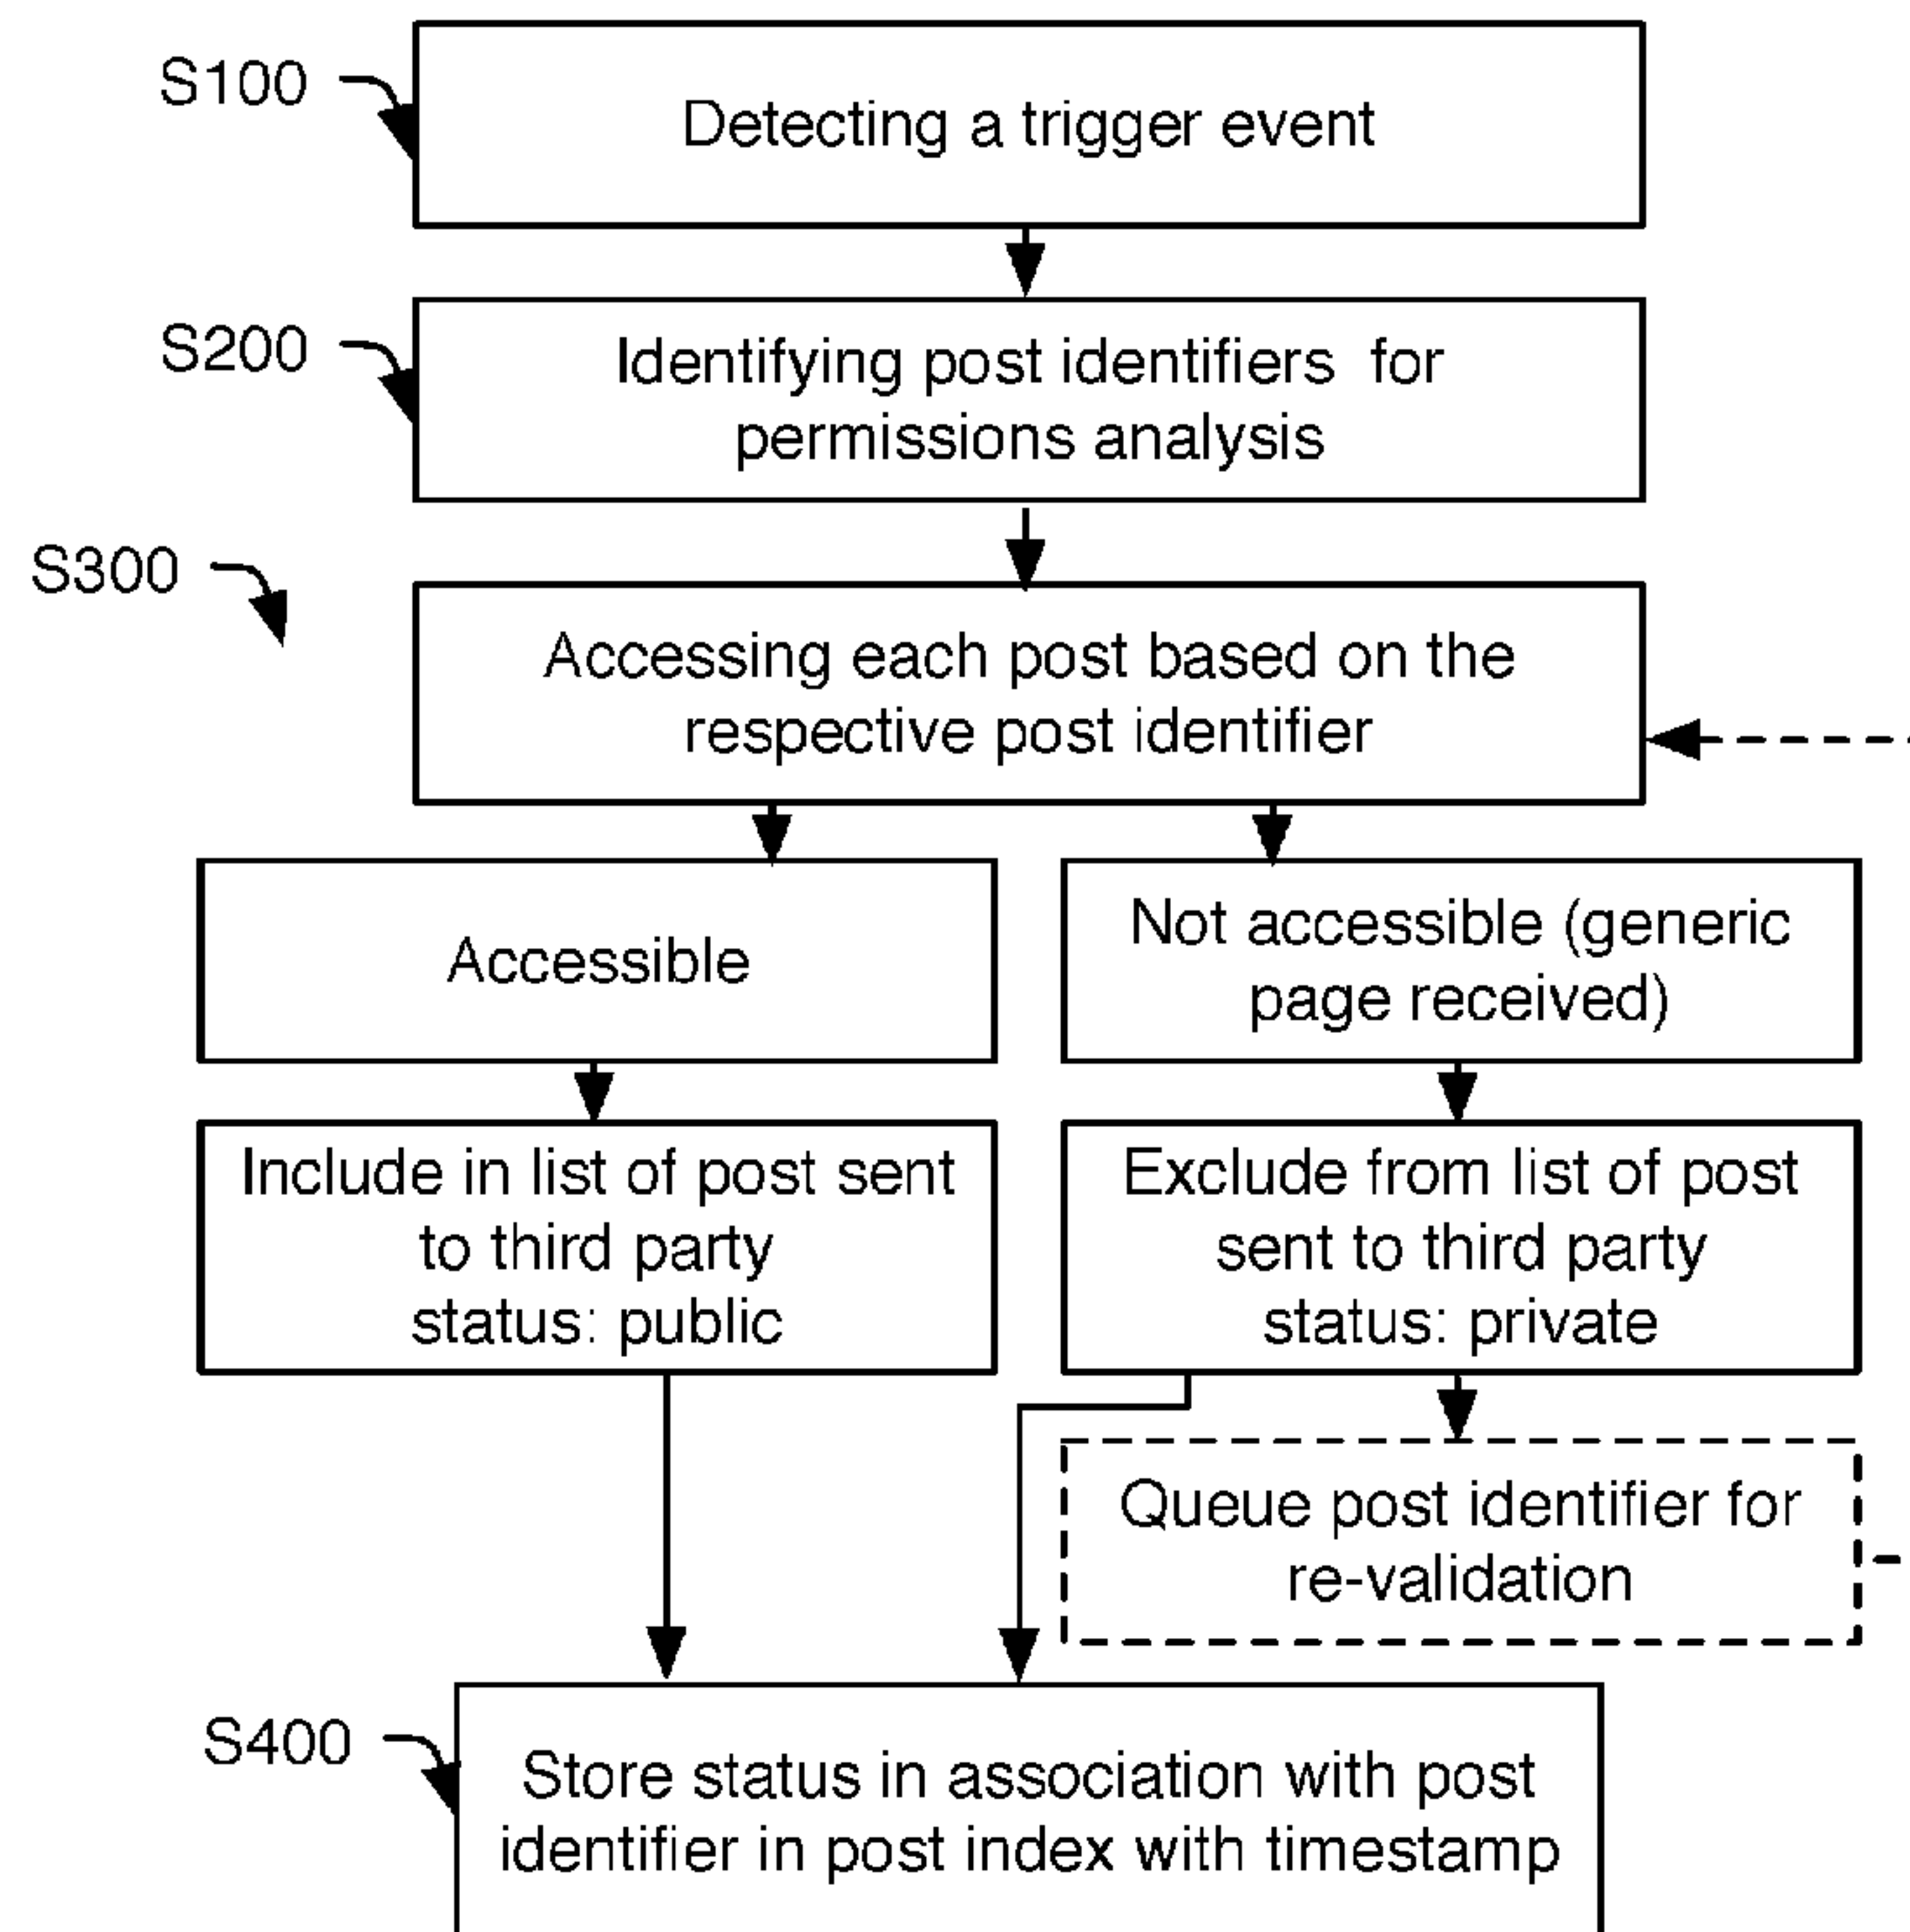 S100
Detecting a trigger event
S200
Identifying post identifiers for
permissions analysis
S300
Accessing each post based on the
respective post identifier
Accessible
Not accessible (generic
page received)
Include in list of post sent
to third party
status: public
Exclude from list of post
sent to third party
status: private
Queue post identifier for
re-validation
S400
Store status in association with post
identifier in post index with timestamp